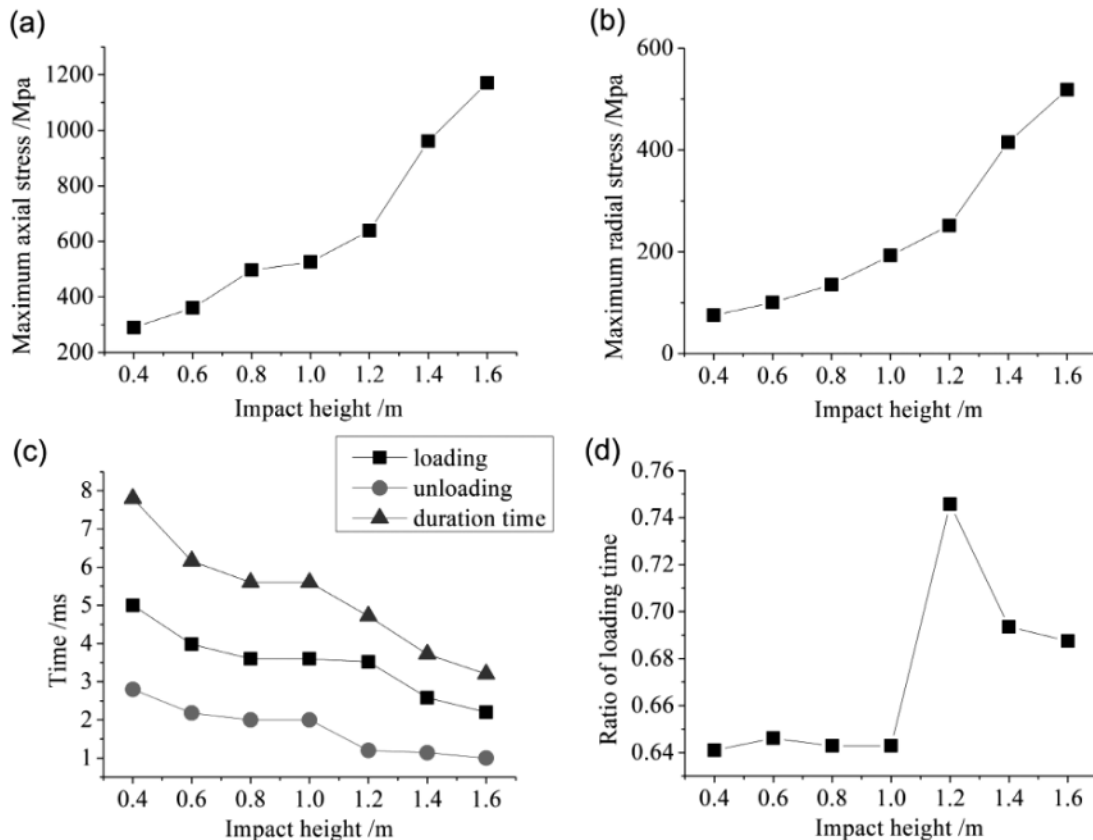 (a)
Maximum axial stress /Mpa
1200
1000
800
600
400
200
0.4 0.6 0.8 1.0 1.2 1.4 1.6
Impact height /m
(b)
Maximum radial stress /Mpa
600
400
200
0
0.4 0.6 0.8 1.0 1.2 1.4 1.6
Impact height /m
(c)
loading
unloading
duration time
Time /ms
8
7
6
5
4
3
2
1
0.4 0.6 0.8 1.0 1.2 1.4 1.6
Impact height /m
(d)
Ratio of loading time
0.76
0.74
0.72
0.70
0.68
0.66
0.64
0.4 0.6 0.8 1.0 1.2 1.4 1.6
Impact height /m